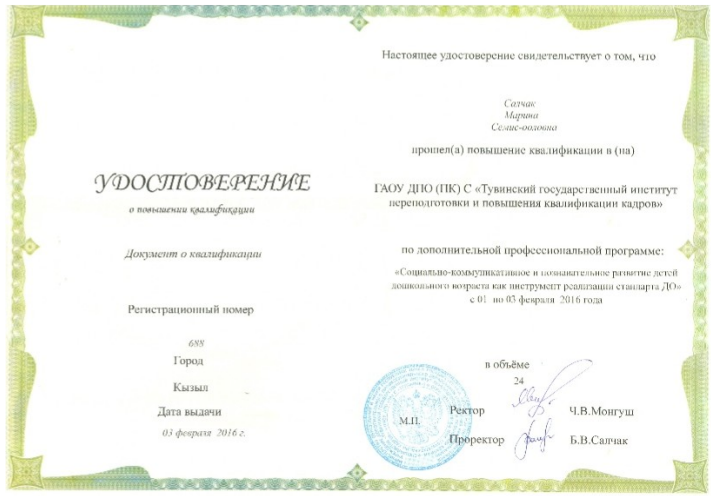 УДОСТОВЕРЕНИЕ
о повышении квалификации
Документ о квалификации
Регистрационный номер
688
Город
Кызыл
Дата выдачи
03 февраля 2016 г.
Настоящее удостоверение свидетельствует о том, что
Салчак
Марина
Семис-ооловна
прошел(а) повышение квалификации в (на)
ГАОУ ДПО (ПК) С «Тувинский государственный институт
переподготовки и повышения квалификации кадров»
по дополнительной профессиональной программе:
«Социально-коммуникативное и познавательное развитие детей
дошкольного возраста как инструмент реализации стандарта ДО»
с 01 по 03 февраля 2016 года
в объёме
24
М.П.
Ректор Ч.В.Монгуш
Проректор Б.В.Салчак